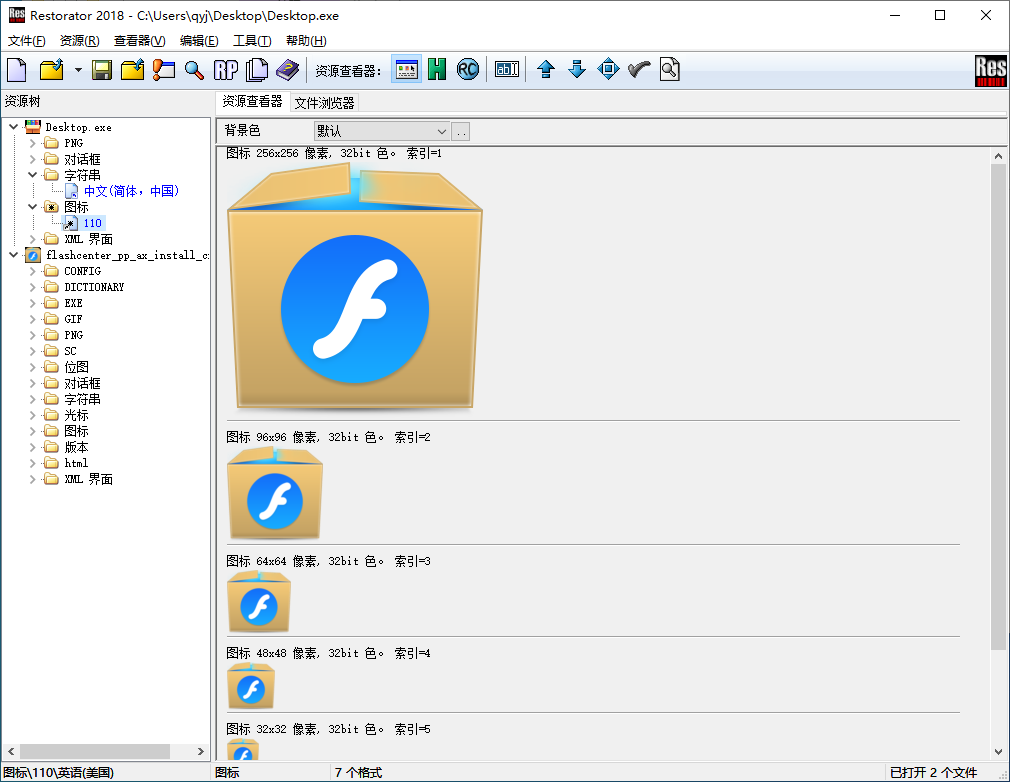 Restorator 2018 - C:\Users\qyj\Desktop\Desktop.exe
文件(F) 资源(R) 查看器(V) 编辑(E) 工具(T) 帮助(H)
RP 资源查看器: RC ab Res
资源树
资源查看器 文件浏览器
背景色 默认 ..
Desktop.exe
PNG
对话框
字符串
中文(简体，中国)
图标
110
XML 界面
flashcenter_pp_ax_install_c
CONFIG
DICTIONARY
EXE
GIF
PNG
SC
位图
对话框
字符串
光标
图标
版本
html
XML 界面
图标 256x256 像素, 32bit 色。 索引=1
图标 96x96 像素, 32bit 色。 索引=2
图标 64x64 像素, 32bit 色。 索引=3
图标 48x48 像素, 32bit 色。 索引=4
图标 32x32 像素, 32bit 色。 索引=5
图标\110\英语(美国) 图标 7 个格式 已打开 2 个文件